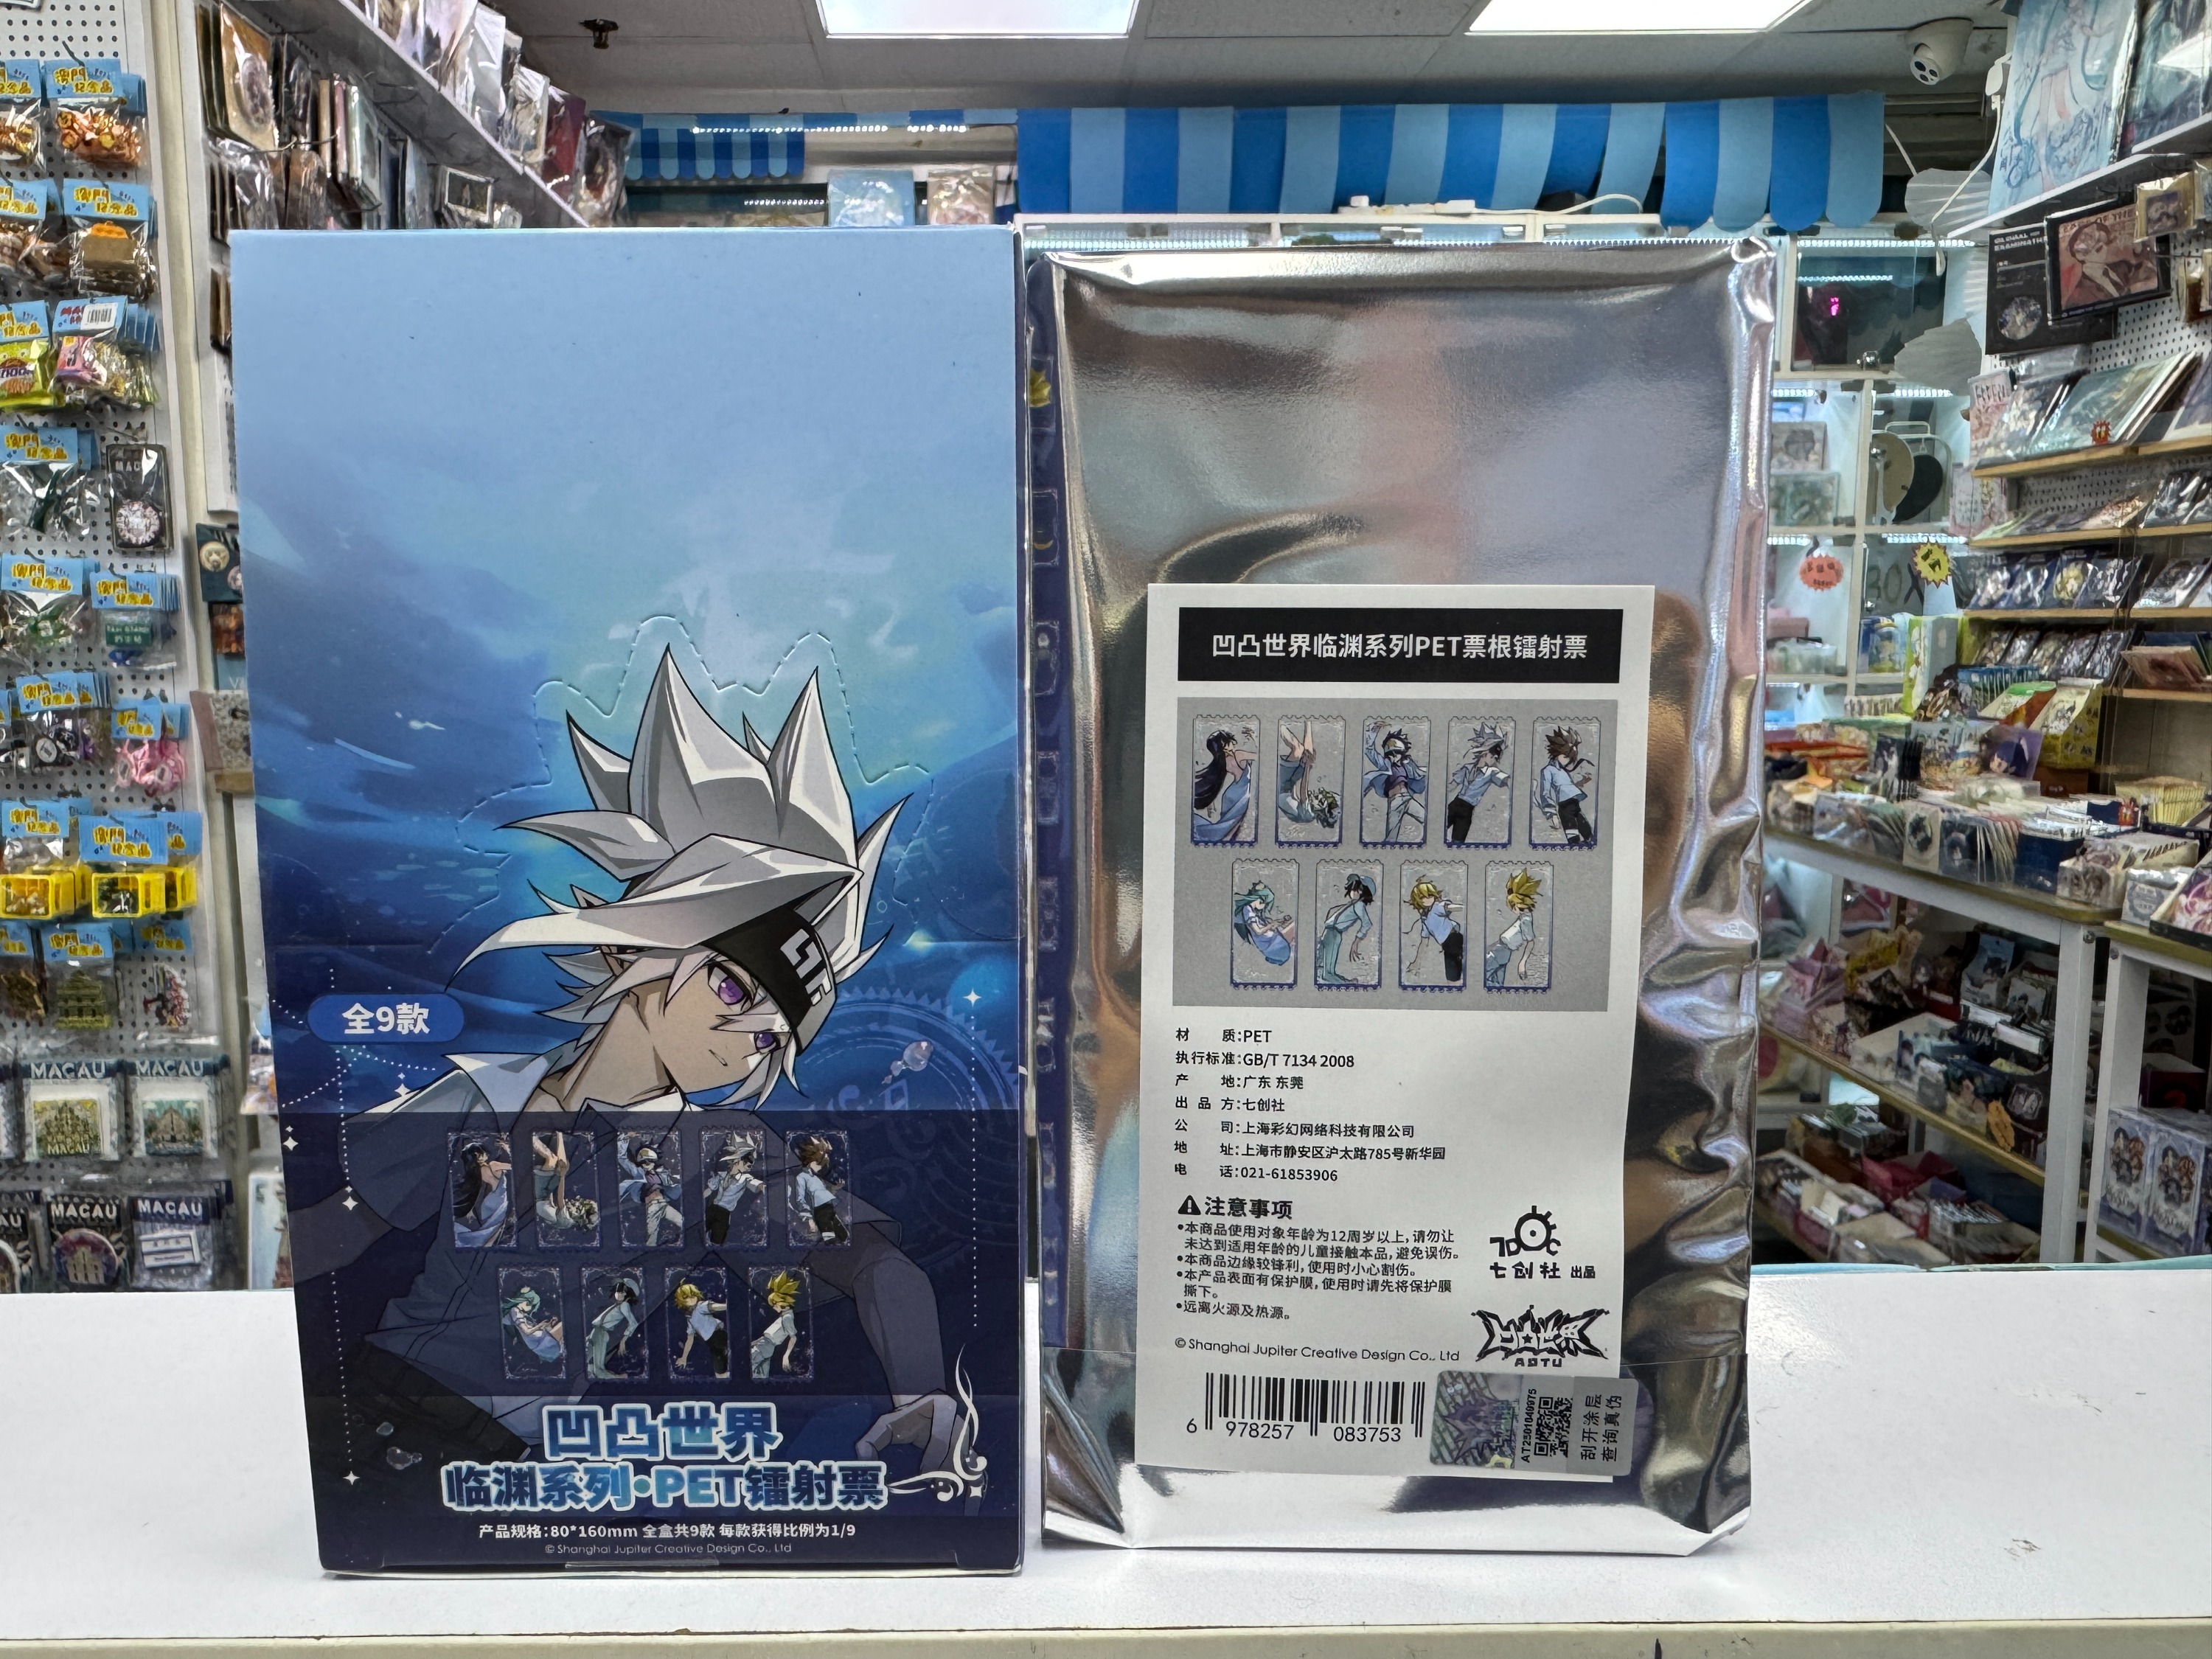 全9款
凹凸世界
临渊系列•PET镭射票
产品规格:80*160mm 全盒共9款 每款获得比例为1/9
©Shanghai Jupiter Creative Design Co., Ltd
凹凸世界临渊系列PET票根镭射票
材 质:PET
执行标准:GB/T 7134 2008
产 地:广东 东莞
出 品 方:七创社
公 司:上海彩幻网络科技有限公司
地 址:上海市静安区沪太路785号新华园
电 话:021-61853906
注意事项
•本商品使用对象年龄为12周岁以上,请勿让
未达到适用年龄的儿童接触本品,避免误伤。
•本商品边缘较锋利,使用时小心割伤。
•本产品表面有保护膜,使用时请先将保护膜
撕下。
•远离火源及热源。
七创社 出品
AOTU
©Shanghai Jupiter Creative Design Co., Ltd
6 978257 083753
AT2501849975
刮开涂层
查询真伪
澳門
紀念品
MACAU
MACAU
MACAU
MACAU